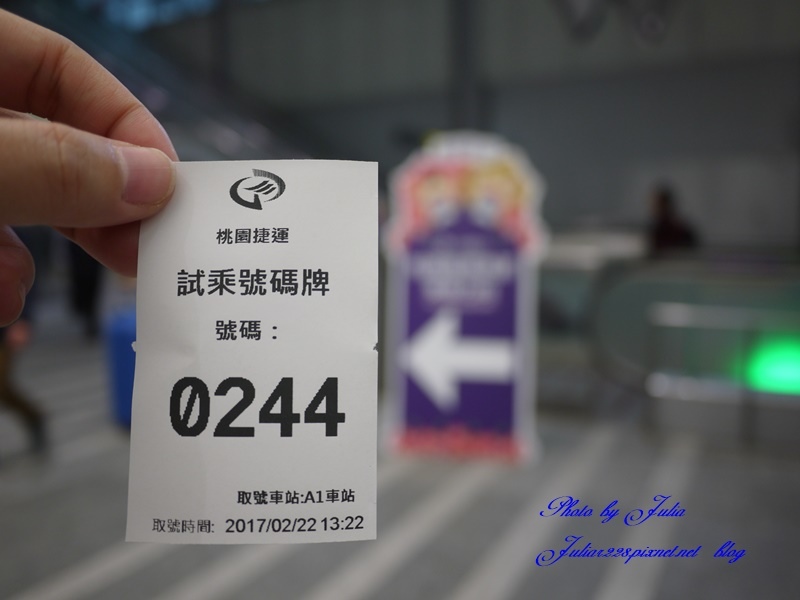 桃園捷運
試乘號碼牌
號碼：
0244
取號車站:A1車站
取號時間: 2017/02/22 13:22
Photo by Julia
Juliar228pixnet.net blog